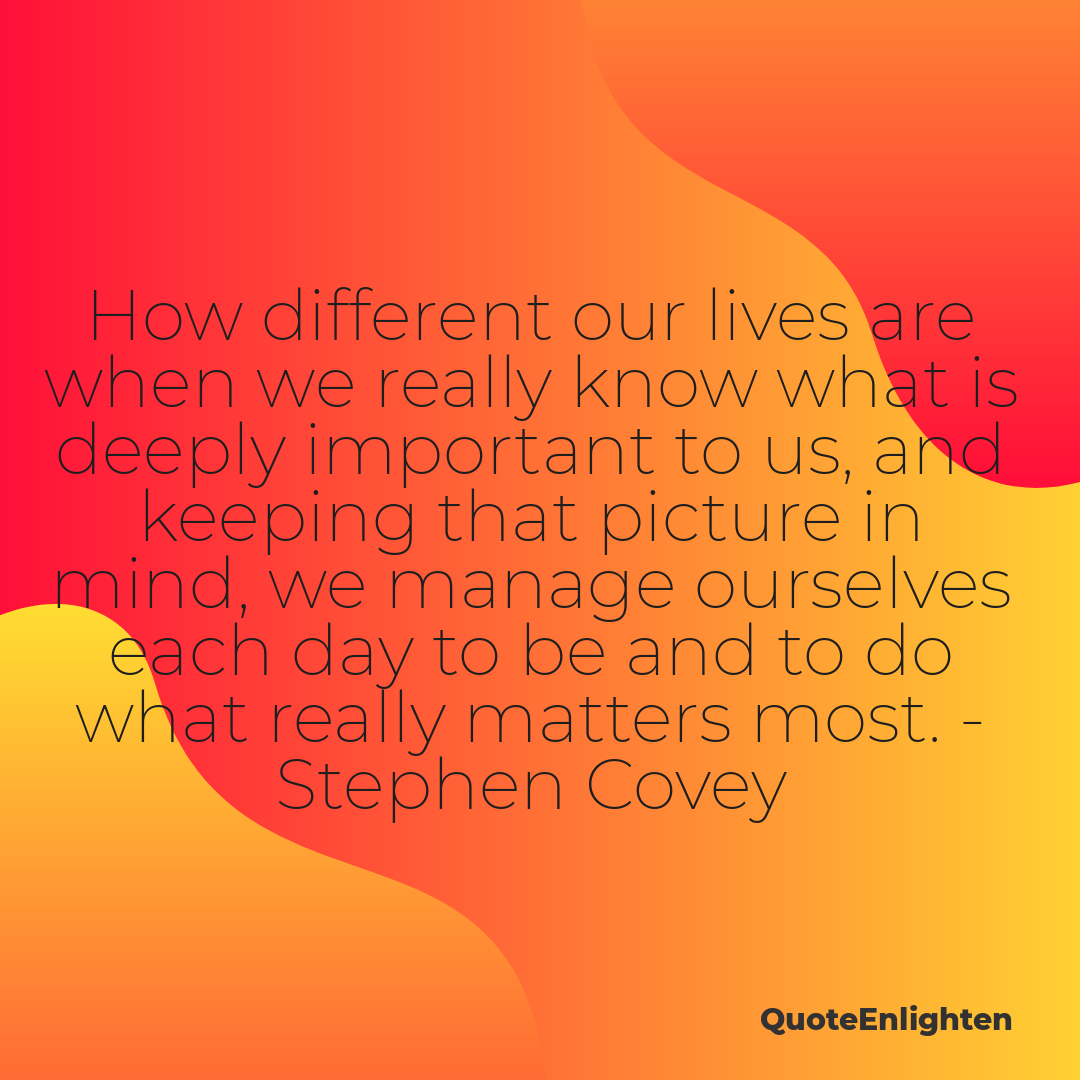 How different our lives are
when we really know what is
deeply important to us, and
keeping that picture in
mind, we manage ourselves
each day to be and to do
what really matters most. -
Stephen Covey
QuoteEnlighten